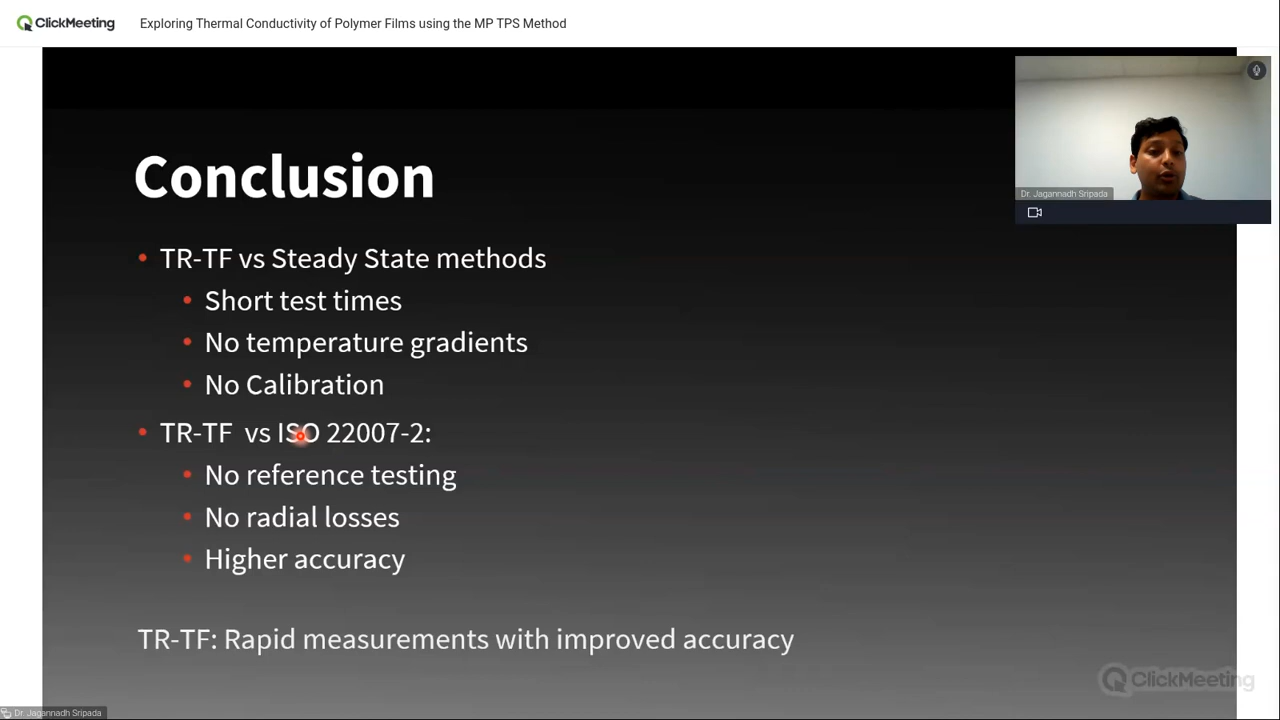 ClickMeeting
Exploring Thermal Conductivity of Polymer Films using the MP TPS Method
Dr. Jagannadh Sripada
Conclusion
TR-TF vs Steady State methods
Short test times
No temperature gradients
No Calibration
TR-TF vs ISO 22007-2:
No reference testing
No radial losses
Higher accuracy
TR-TF: Rapid measurements with improved accuracy
ClickMeeting
Dr. Jagannadh Sripada